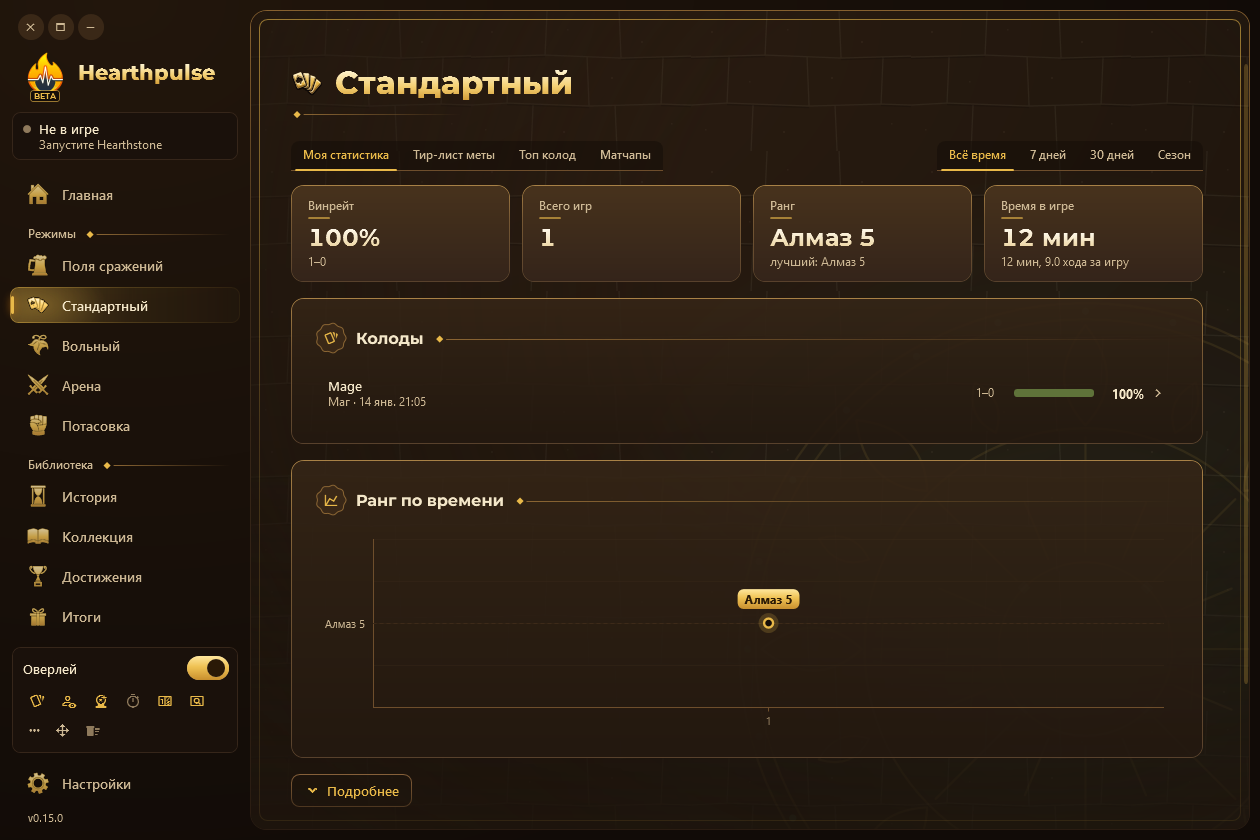 Hearthpulse
BETA
Не в игре
Запустите Hearthstone
Главная
Режимы
Поля сражений
Стандартный
Вольный
Арена
Потасовка
Библиотека
История
Коллекция
Достижения
Итоги
Оверлей
Настройки
v0.15.0
Стандартный
Моя статистика Тир-лист меты Топ колод Матчапы
Всё время 7 дней 30 дней Сезон
Винрейт
100%
1–0
Всего игр
1
Ранг
Алмаз 5
лучший: Алмаз 5
Время в игре
12 мин
12 мин, 9.0 хода за игру
Колоды
Mage
Маг · 14 янв. 21:05
1–0 100%
Ранг по времени
Алмаз 5
Алмаз 5
1
Подробнее